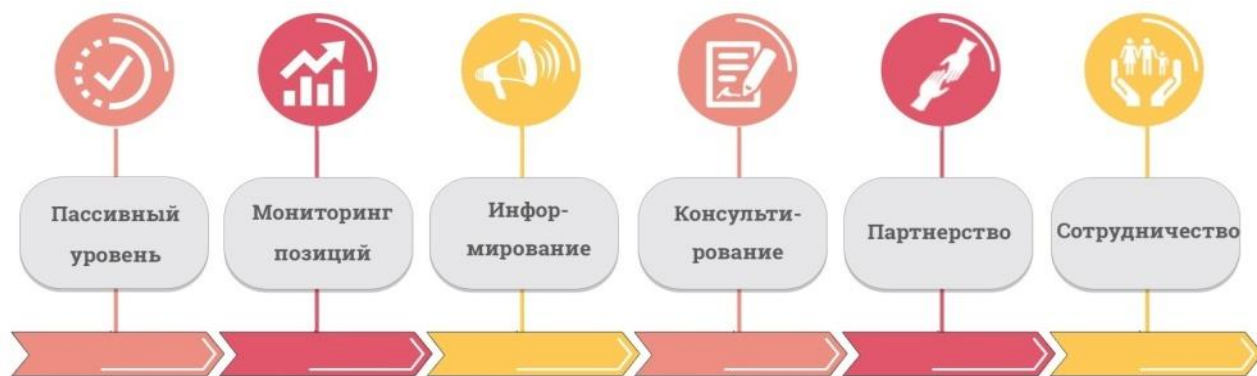 Пассивный
уровень
Мониторинг
позиций
Инфор-
мирование
Консульти-
рование
Партнерство
Сотрудничество